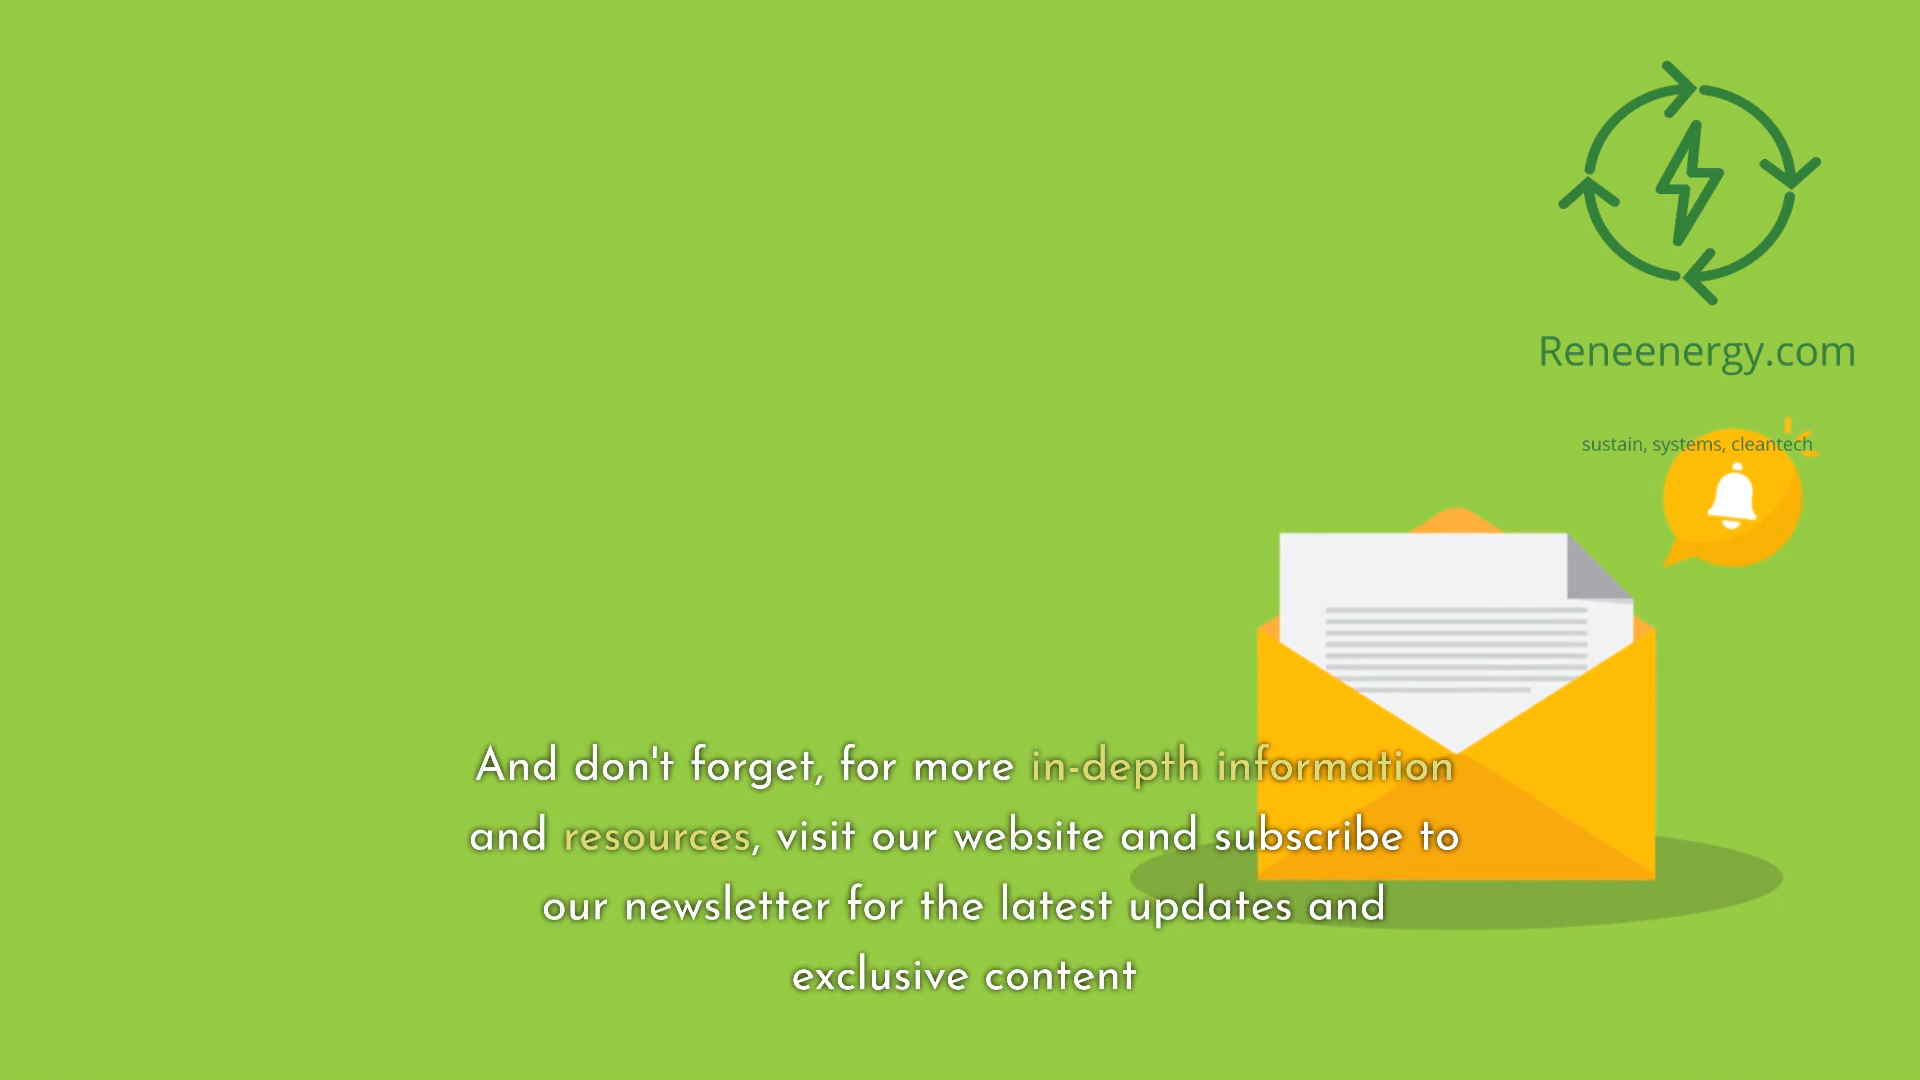 Reneenergy.com
sustain, systems, cleantech
And don't forget, for more in-depth information
and resources, visit our website and subscribe to
our newsletter for the latest updates and
exclusive content